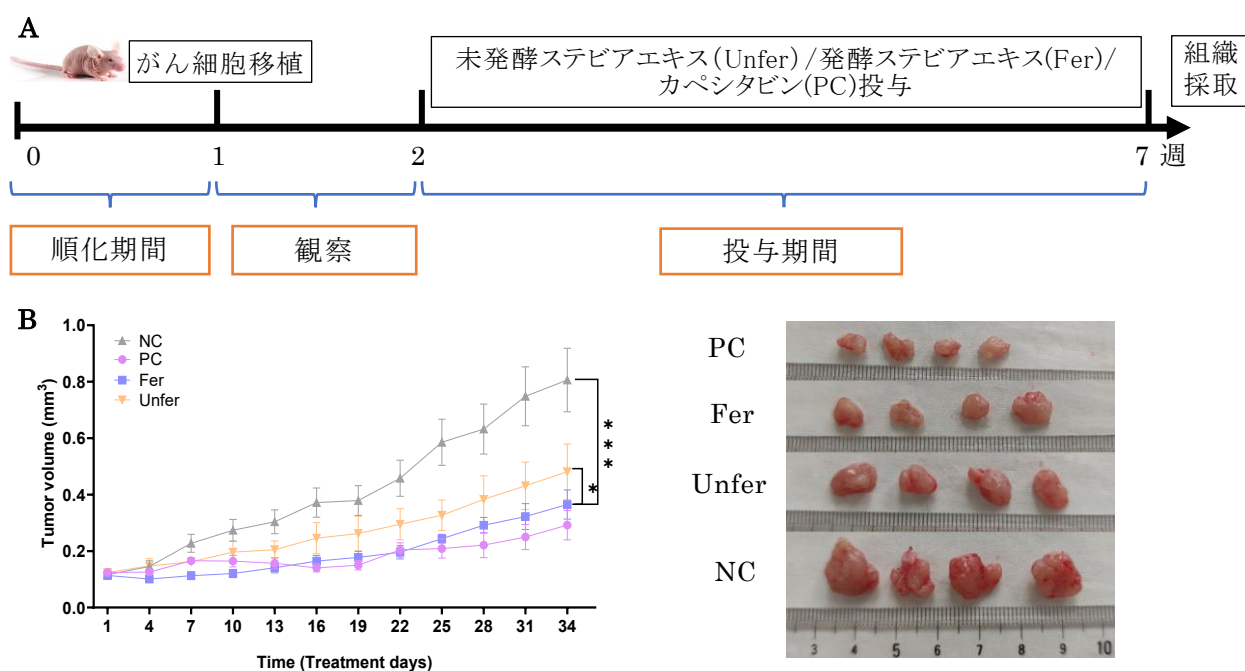 A
がん細胞移植
未発酵ステビアエキス(Unfer)/発酵ステビアエキス(Fer)/
カペシタビン(PC)投与
組織
採取
0
1
2
7 週
順化期間
観察
投与期間
B
NC
PC
Fer
Unfer
Tumor volume (mm³)
1.0
0.8
0.6
0.4
0.2
0.0
1 4 7 10 13 16 19 22 25 28 31 34
Time (Treatment days)
***
*
PC
Fer
Unfer
NC
3 4 5 6 7 8 9 10